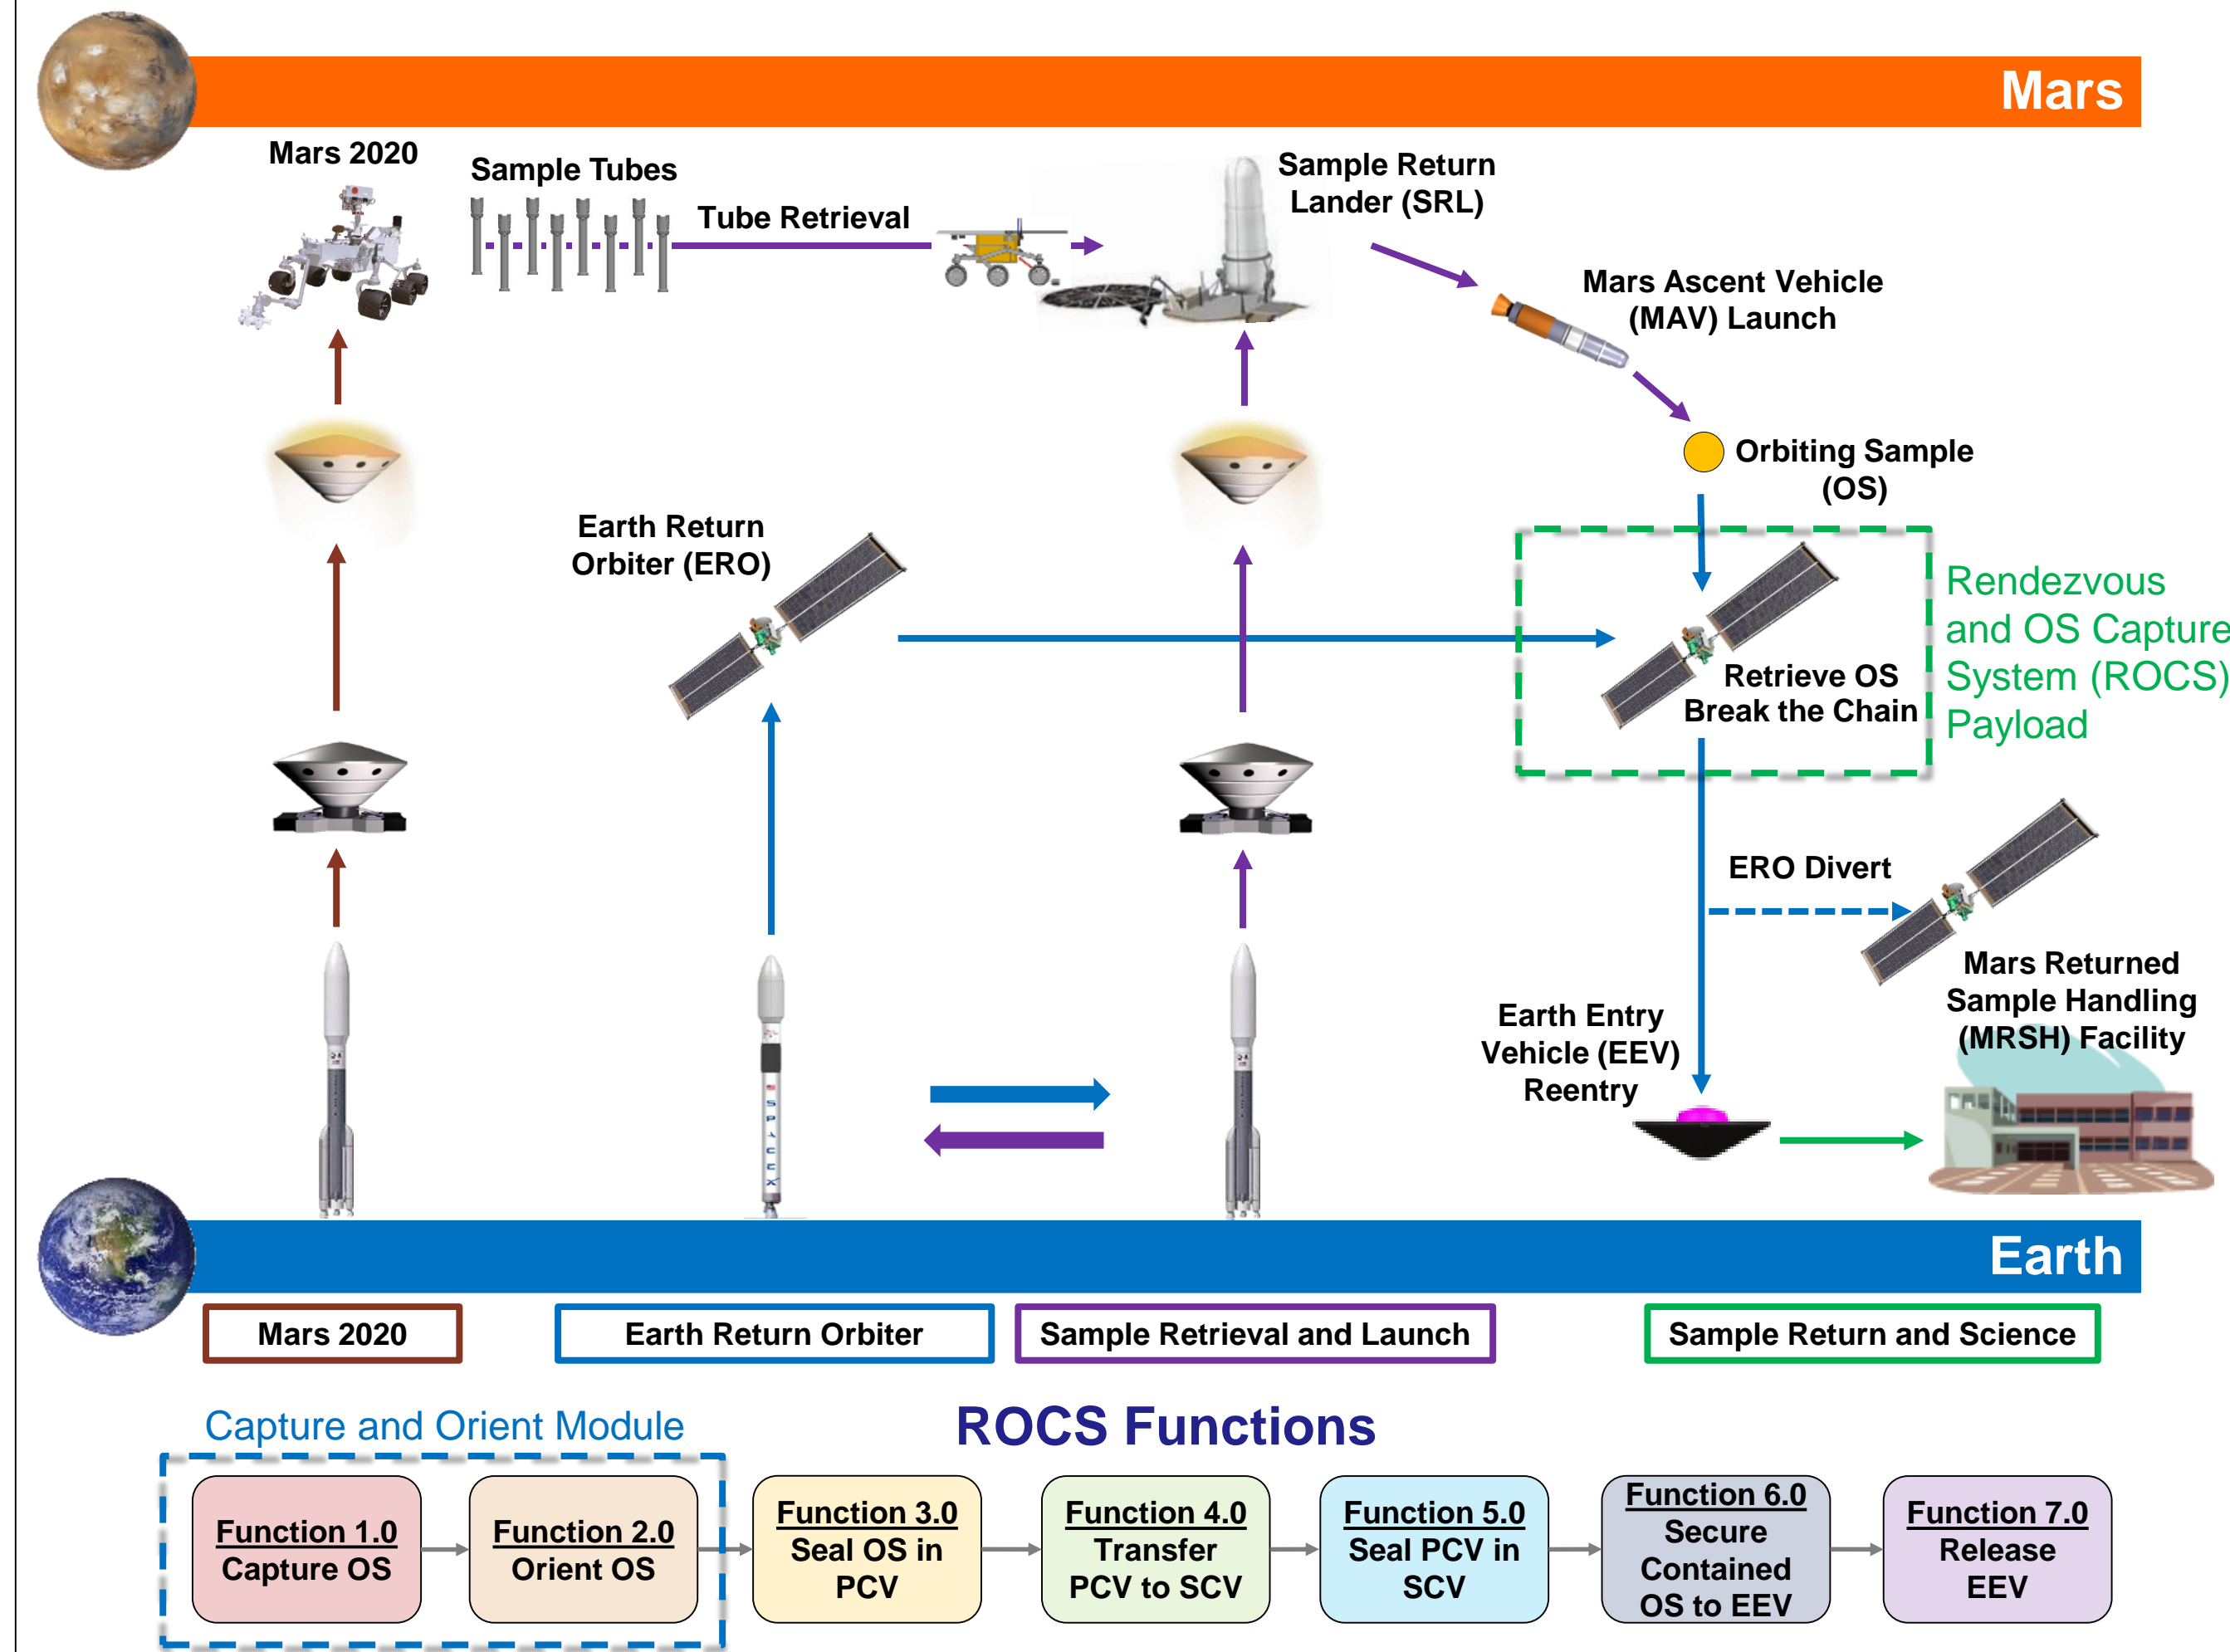 Mars
Mars 2020
Sample Tubes
Tube Retrieval
Sample Return
Lander (SRL)
Mars Ascent Vehicle
(MAV) Launch
Orbiting Sample
(OS)
Earth Return
Orbiter (ERO)
Rendezvous
and OS Capture
System (ROCS)
Payload
Retrieve OS
Break the Chain
ERO Divert
Mars Returned
Sample Handling
(MRSH) Facility
Earth Entry
Vehicle (EEV)
Reentry
SPACEX
Earth
Mars 2020
Earth Return Orbiter
Sample Retrieval and Launch
Sample Return and Science
Capture and Orient Module
ROCS Functions
Function 1.0
Capture OS
Function 2.0
Orient OS
Function 3.0
Seal OS in
PCV
Function 4.0
Transfer
PCV to SCV
Function 5.0
Seal PCV in
SCV
Function 6.0
Secure
Contained
OS to EEV
Function 7.0
Release
EEV